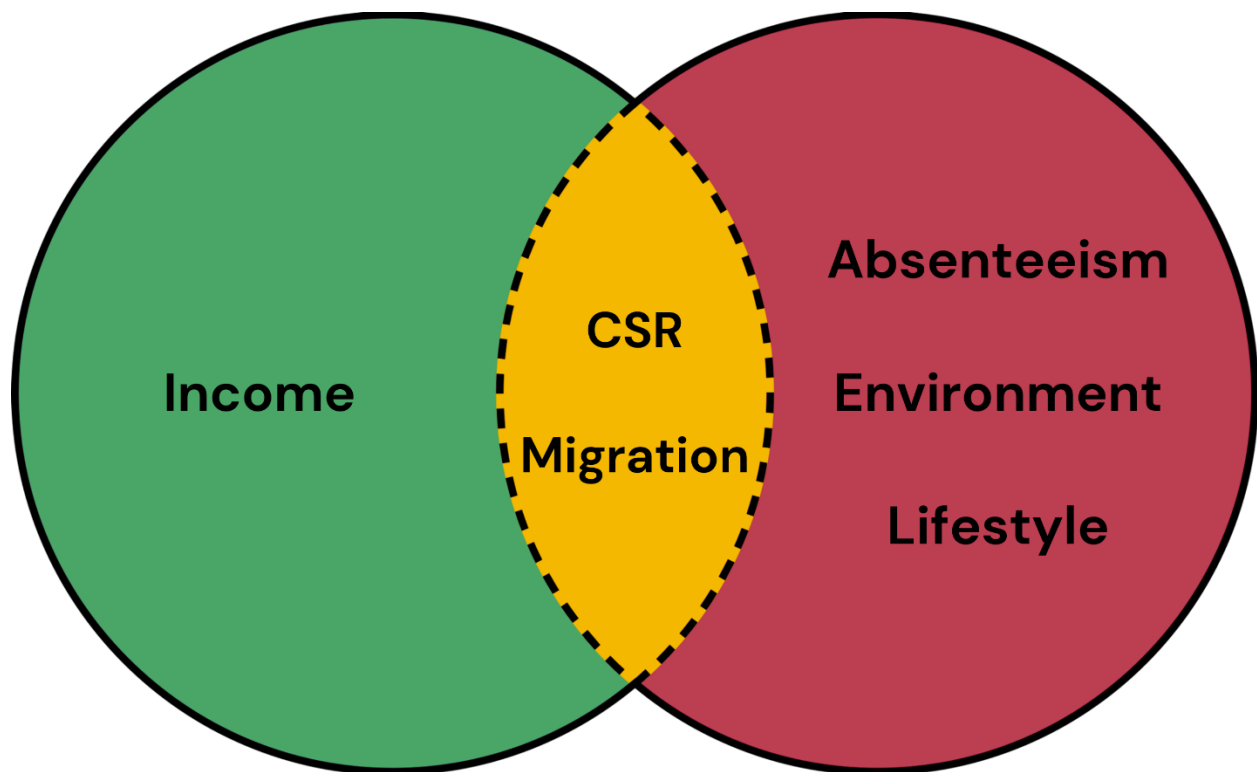 Income
CSR
Migration
Absenteeism
Environment
Lifestyle